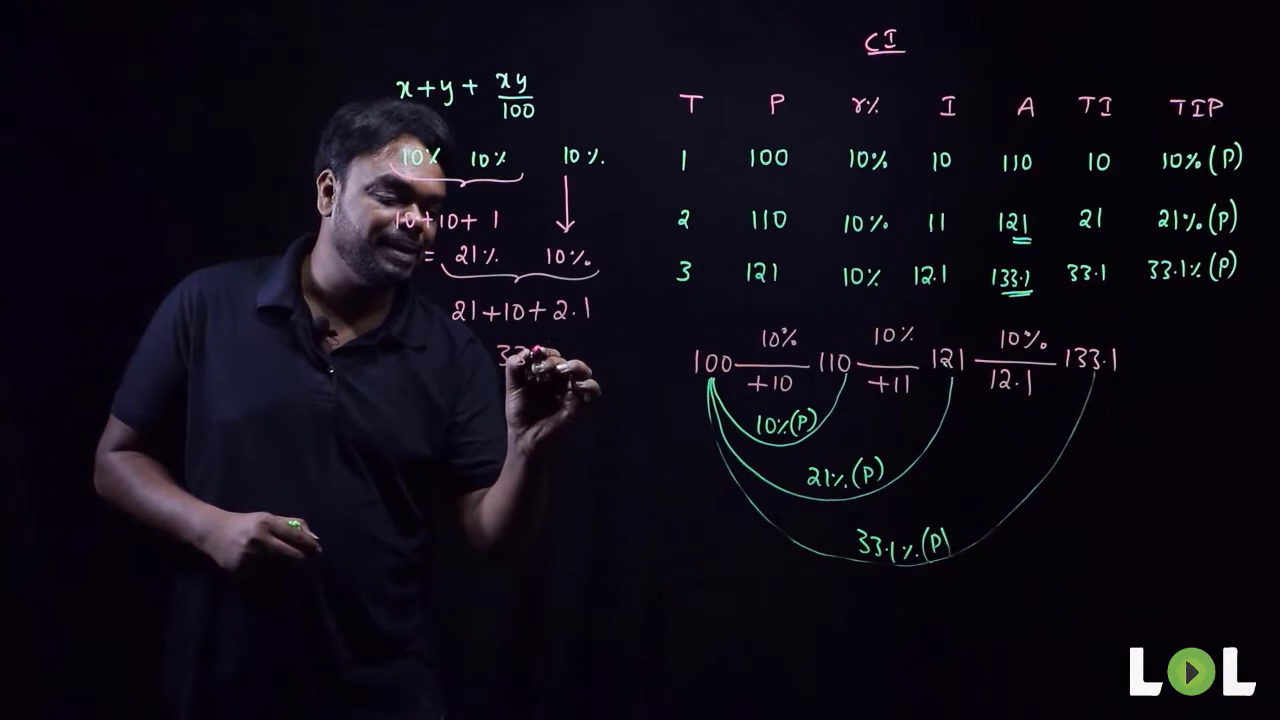 CI
x+y+ xy/100
T P r% I A TI TIP
10% 10% 10%.
1 100 10% 10 110 10 10% (P)
10+10+ 1
2 110 10% 11 121 21 21% (P)
= 21% 10%
3 121 10% 12.1 133.1 33.1 33.1% (P)
21+10+2.1
10% 10% 10%
100 110 121 133.1
+10 +11 12.1
10% (P)
21% (P)
33.1% (P)
LOL